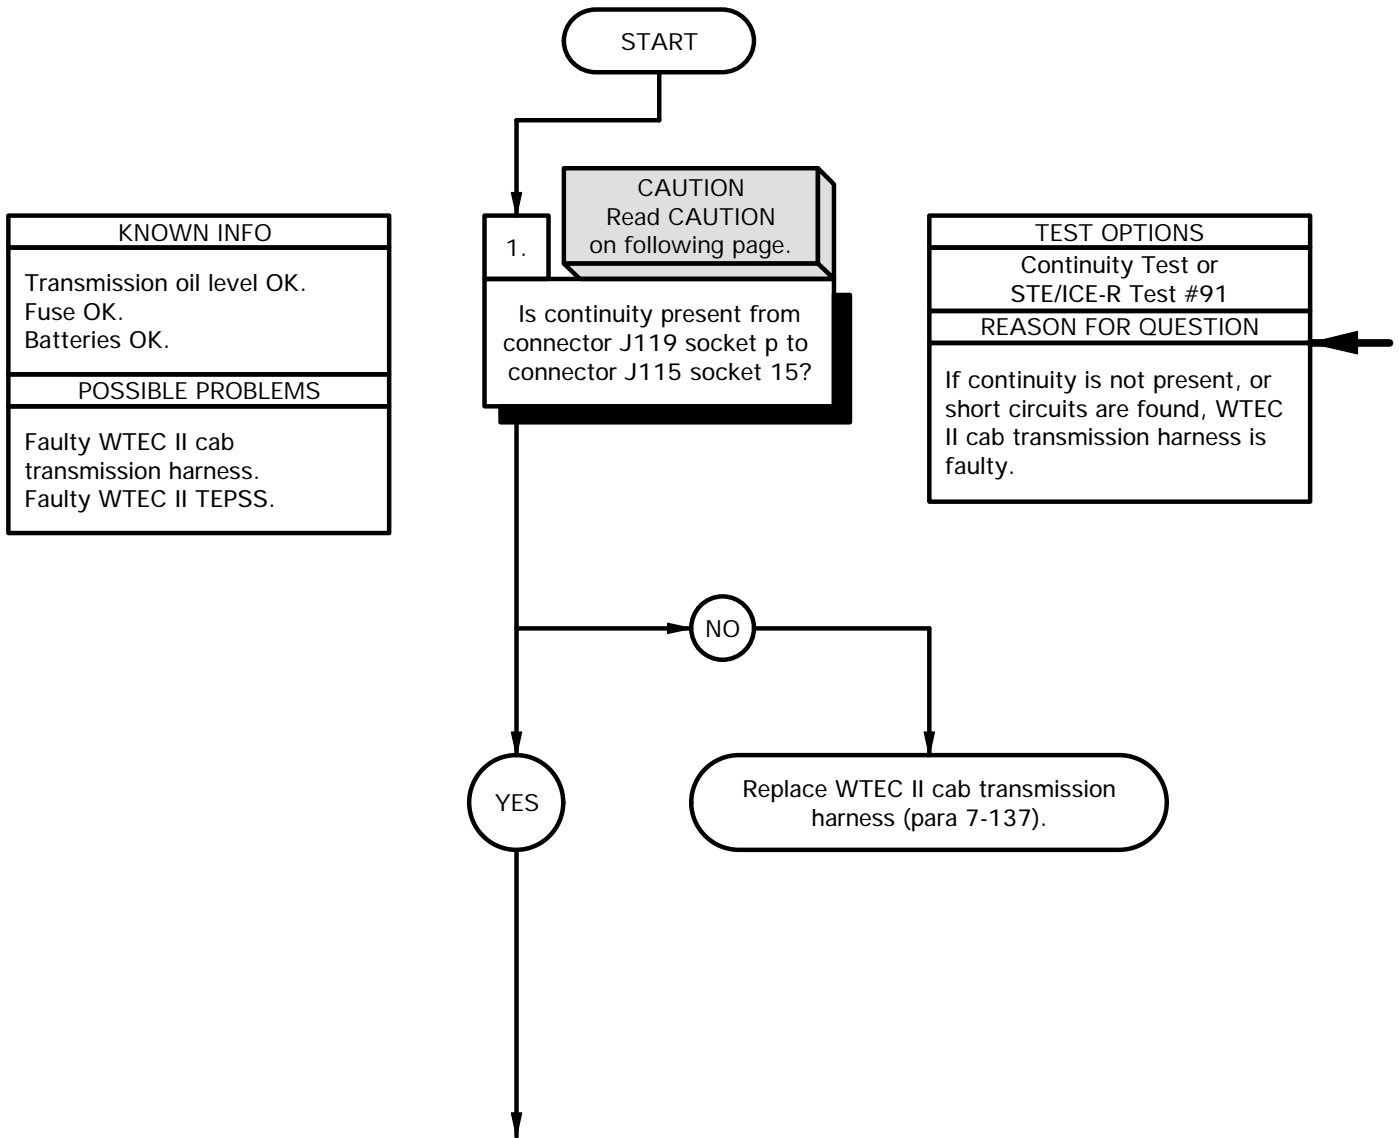 START
CAUTION
Read CAUTION
on following page.
KNOWN INFO
Transmission oil level OK.
Fuse OK.
Batteries OK.
POSSIBLE PROBLEMS
Faulty WTEC II cab
transmission harness.
Faulty WTEC II TEPSS.
1.
Is continuity present from
connector J119 socket p to
connector J115 socket 15?
TEST OPTIONS
Continuity Test or
STE/ICE-R Test #91
REASON FOR QUESTION
If continuity is not present, or
short circuits are found, WTEC
II cab transmission harness is
faulty.
NO
YES
Replace WTEC II cab transmission
harness (para 7-137).